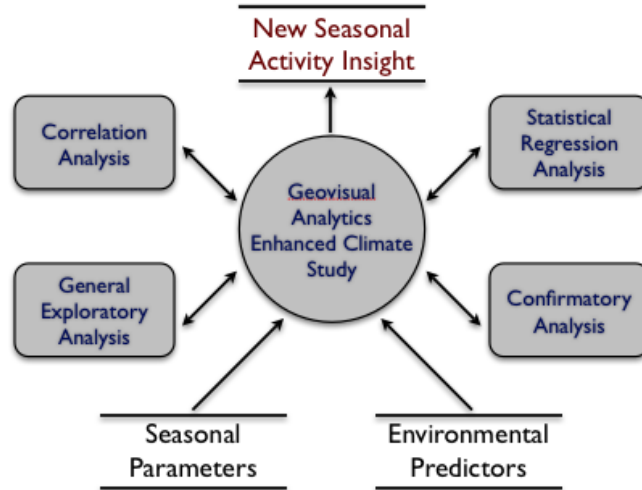 New Seasonal
Activity Insight
Correlation
Analysis
Statistical
Regression
Analysis
Geovisual
Analytics
Enhanced Climate
Study
General
Exploratory
Analysis
Confirmatory
Analysis
Seasonal
Parameters
Environmental
Predictors